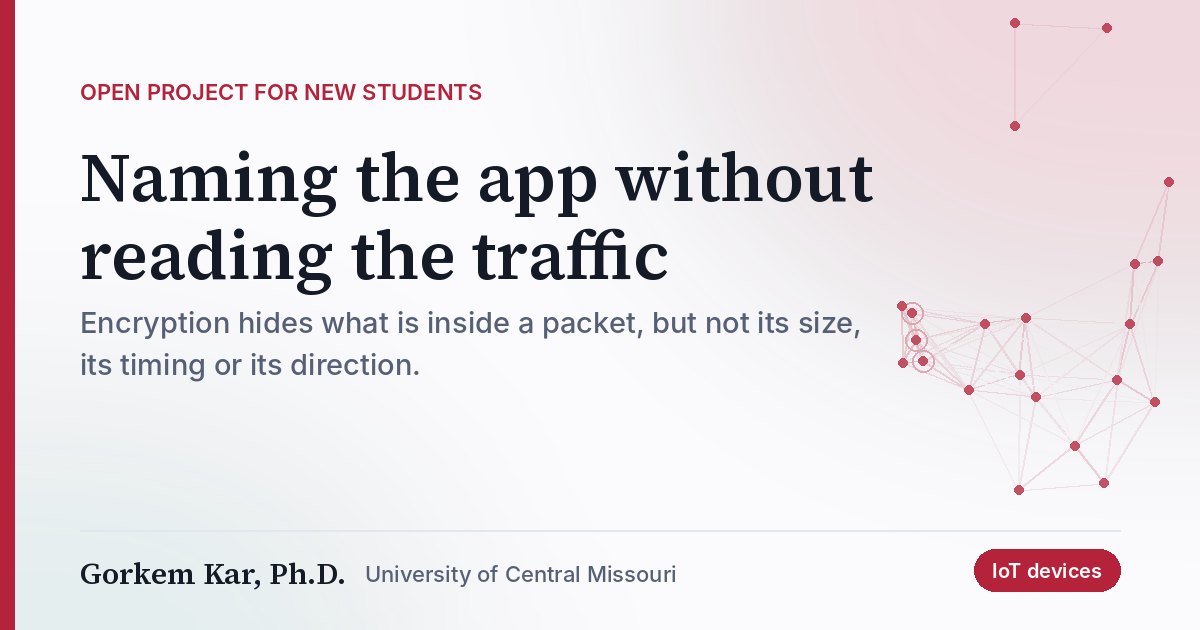 OPEN PROJECT FOR NEW STUDENTS
Naming the app without
reading the traffic
Encryption hides what is inside a packet, but not its size,
its timing or its direction.
Gorkem Kar, Ph.D. University of Central Missouri
IoT devices